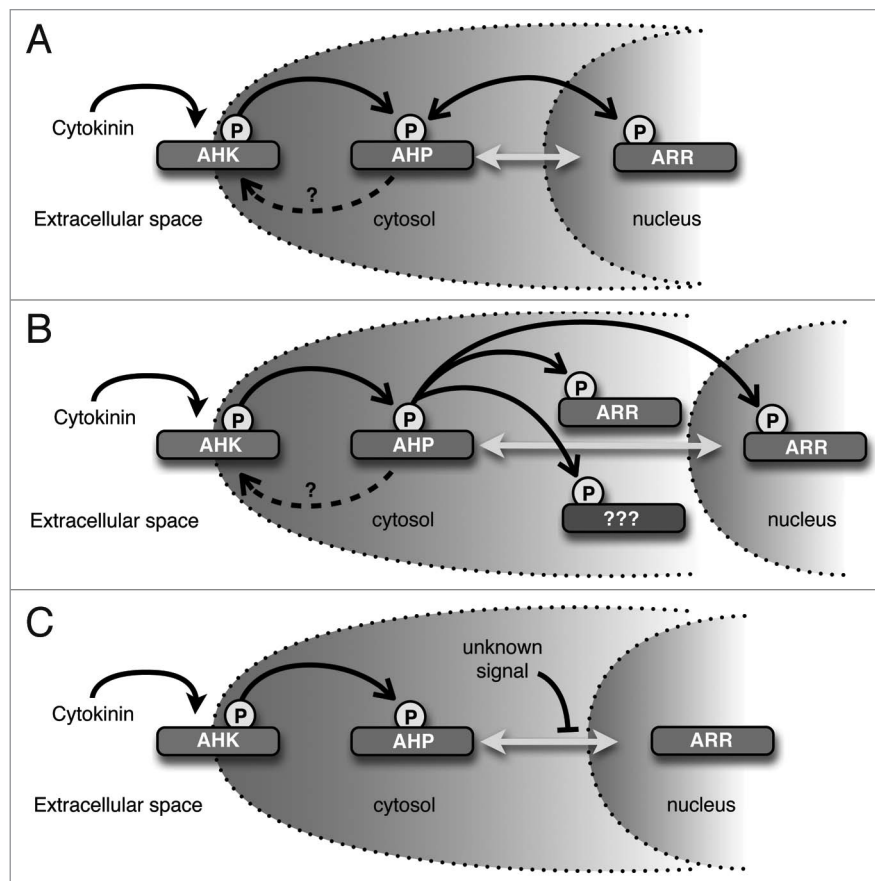 A
Cytokinin
P
P
P
AHK
AHP
ARR
?
Extracellular space
cytosol
nucleus
B
Cytokinin
P
P
P
P
ARR
AHK
AHP
ARR
?
P
???
Extracellular space
cytosol
nucleus
C
unknown
signal
Cytokinin
P
P
AHK
AHP
ARR
Extracellular space
cytosol
nucleus